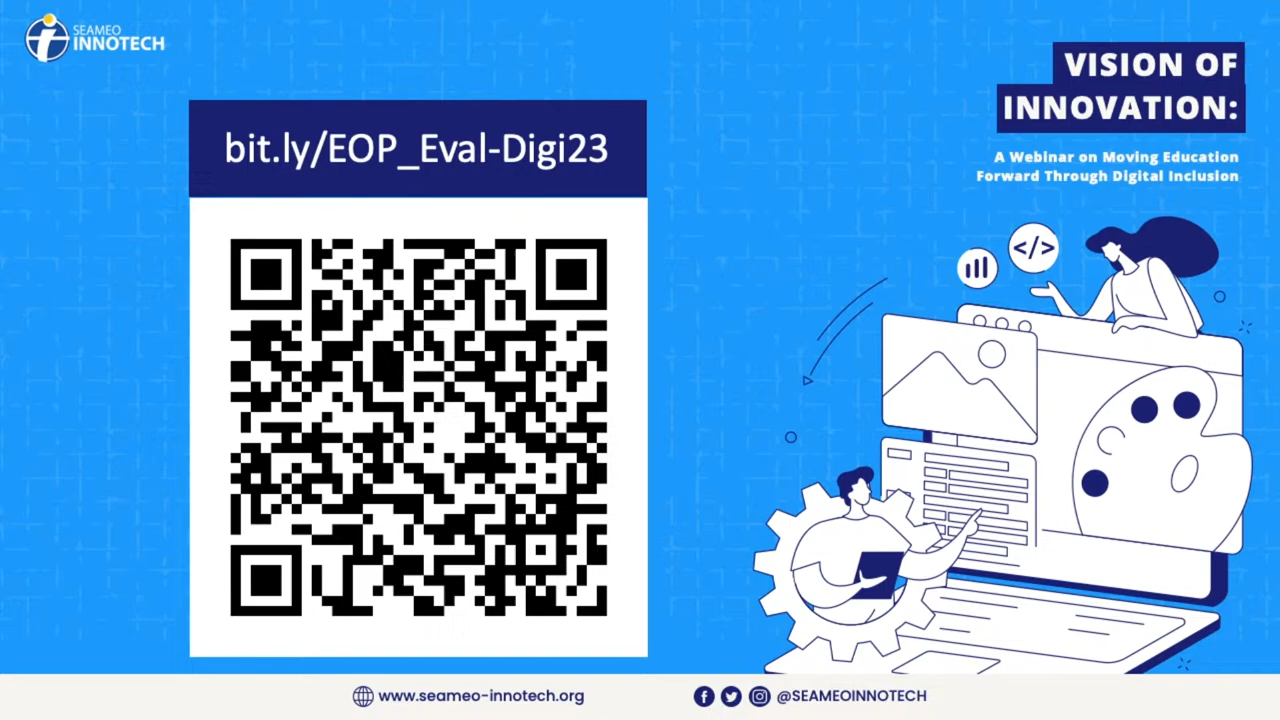 SEAMEO
INNOTECH
VISION OF
INNOVATION:
A Webinar on Moving Education
Forward Through Digital Inclusion
bit.ly/EOP_Eval-Digi23
</>
www.seameo-innotech.org
@SEAMEOINNOTECH